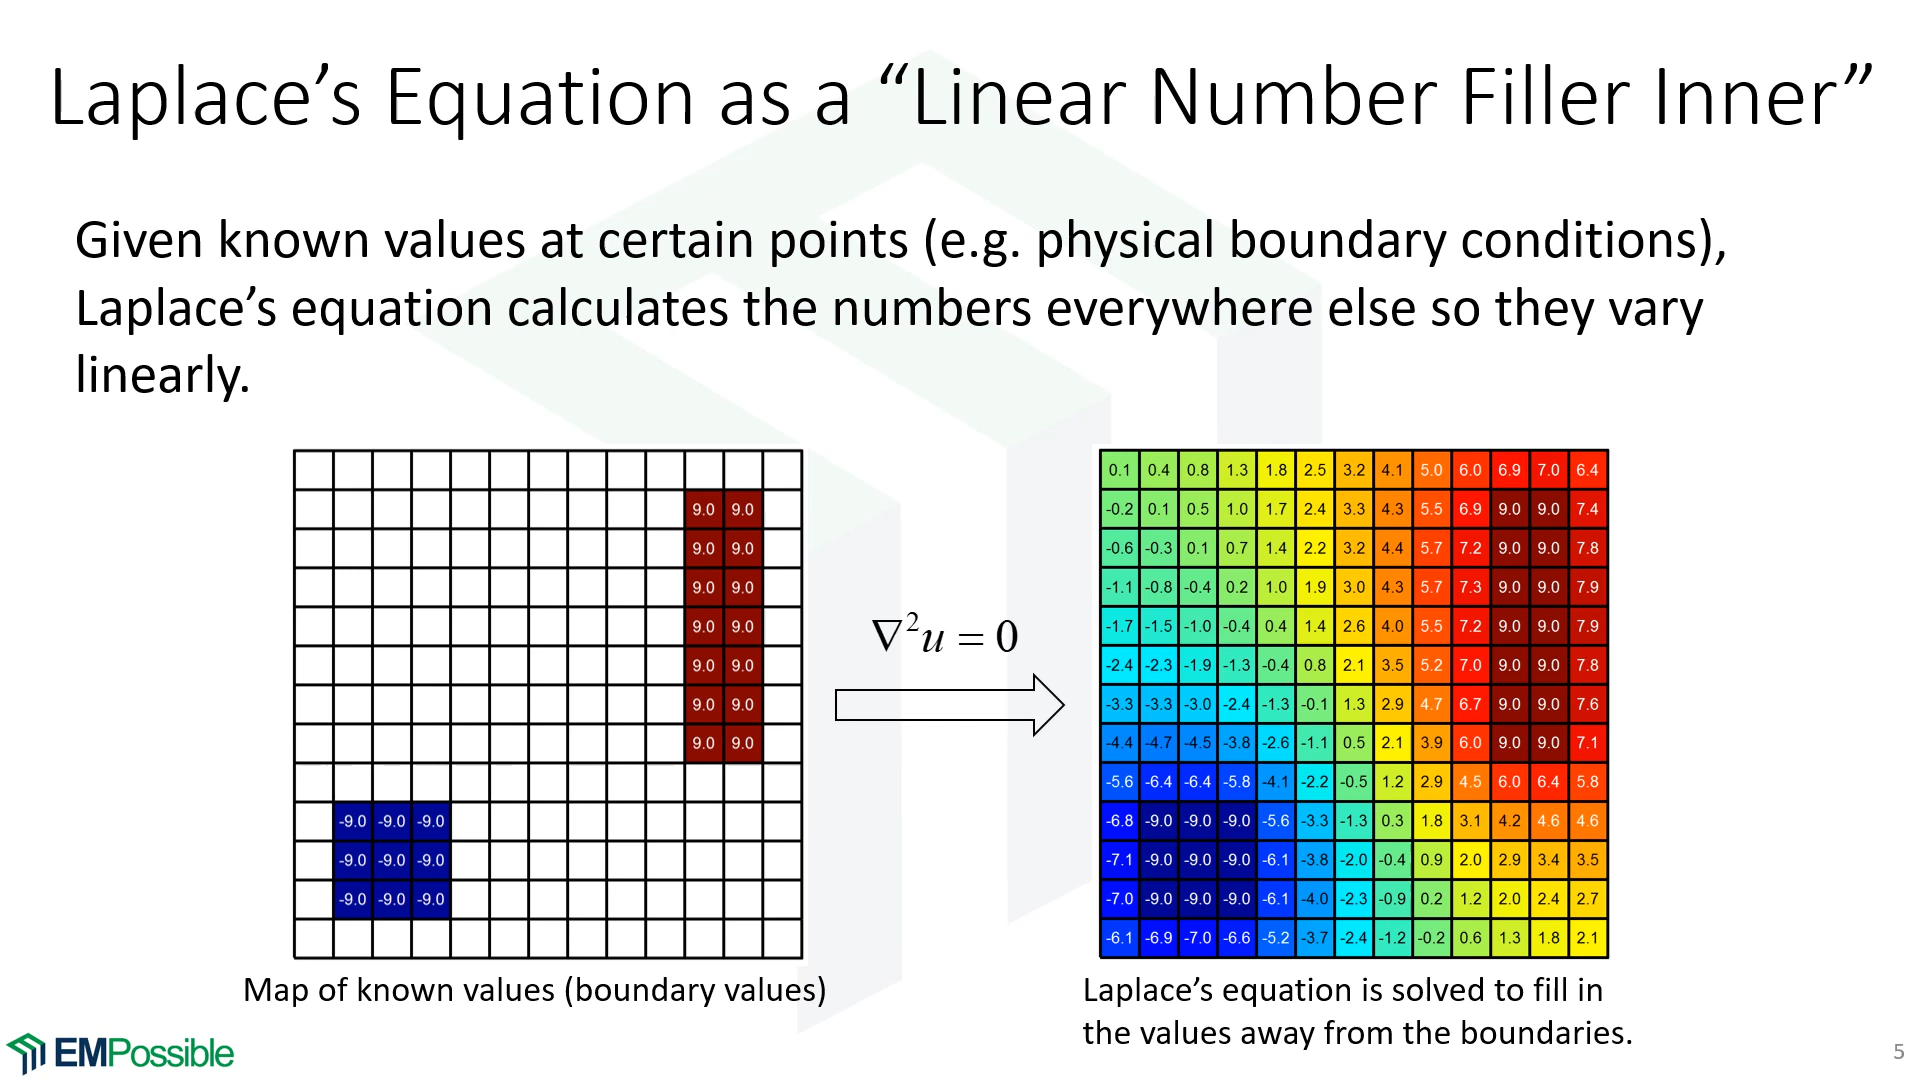 Laplace’s Equation as a “Linear Number Filler Inner”
Given known values at certain points (e.g. physical boundary conditions),
Laplace’s equation calculates the numbers everywhere else so they vary
linearly.
9.0 9.0
9.0 9.0
9.0 9.0
9.0 9.0
9.0 9.0
9.0 9.0
9.0 9.0
-9.0 -9.0 -9.0
-9.0 -9.0 -9.0
-9.0 -9.0 -9.0
Map of known values (boundary values)
∇²u = 0
0.1 0.4 0.8 1.3 1.8 2.5 3.2 4.1 5.0 6.0 6.9 7.0 6.4
-0.2 0.1 0.5 1.0 1.7 2.4 3.3 4.3 5.5 6.9 9.0 9.0 7.4
-0.6 -0.3 0.1 0.7 1.4 2.2 3.2 4.4 5.7 7.2 9.0 9.0 7.8
-1.1 -0.8 -0.4 0.2 1.0 1.9 3.0 4.3 5.7 7.3 9.0 9.0 7.9
-1.7 -1.5 -1.0 -0.4 0.4 1.4 2.6 4.0 5.5 7.2 9.0 9.0 7.9
-2.4 -2.3 -1.9 -1.3 -0.4 0.8 2.1 3.5 5.2 7.0 9.0 9.0 7.8
-3.3 -3.3 -3.0 -2.4 -1.3 -0.1 1.3 2.9 4.7 6.7 9.0 9.0 7.6
-4.4 -4.7 -4.5 -3.8 -2.6 -1.1 0.5 2.1 3.9 6.0 9.0 9.0 7.1
-5.6 -6.4 -6.4 -5.8 -4.1 -2.2 -0.5 1.2 2.9 4.5 6.0 6.4 5.8
-6.8 -9.0 -9.0 -9.0 -5.6 -3.3 -1.3 0.3 1.8 3.1 4.2 4.6 4.6
-7.1 -9.0 -9.0 -9.0 -6.1 -3.8 -2.0 -0.4 0.9 2.0 2.9 3.4 3.5
-7.0 -9.0 -9.0 -9.0 -6.1 -4.0 -2.3 -0.9 0.2 1.2 2.0 2.4 2.7
-6.1 -6.9 -7.0 -6.6 -5.2 -3.7 -2.4 -1.2 -0.2 0.6 1.3 1.8 2.1
Laplace’s equation is solved to fill in
the values away from the boundaries.
EMPossible
5